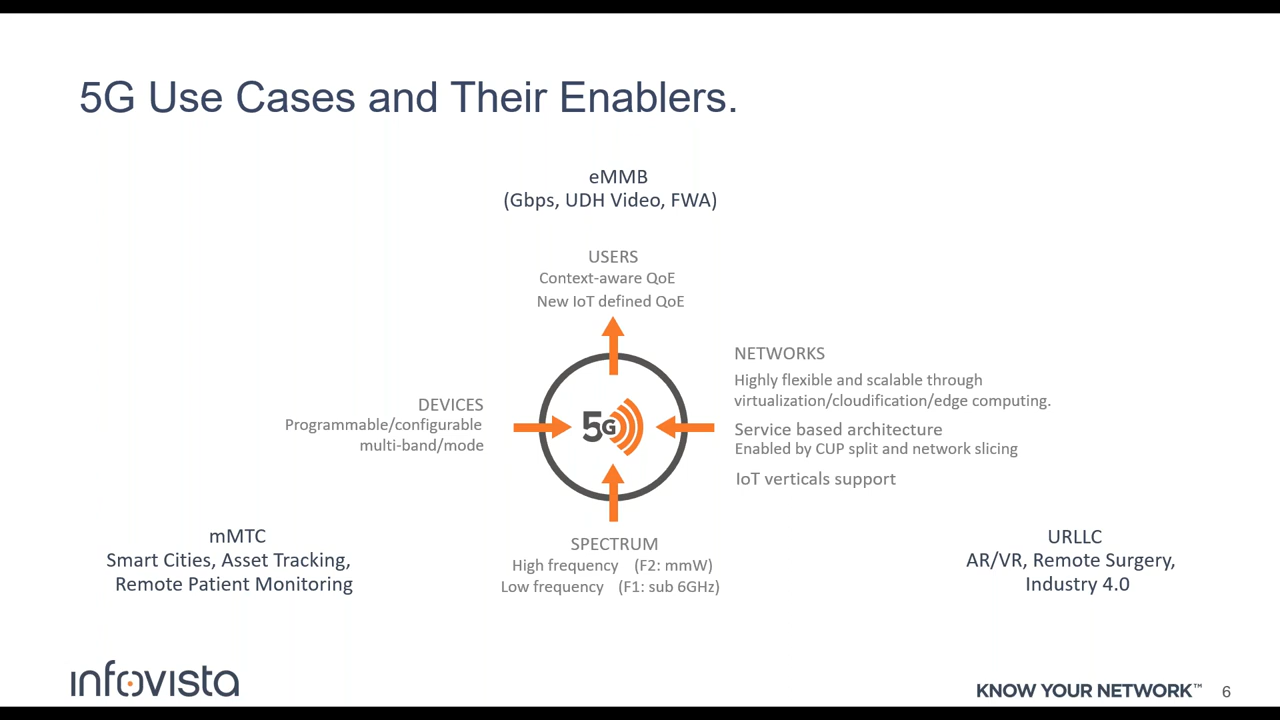 5G Use Cases and Their Enablers.
eMMB
(Gbps, UDH Video, FWA)
USERS
Context-aware QoE
New IoT defined QoE
NETWORKS
Highly flexible and scalable through
virtualization/cloudification/edge computing.
Service based architecture
Enabled by CUP split and network slicing
IoT verticals support
DEVICES
Programmable/configurable
multi-band/mode
5G
SPECTRUM
High frequency (F2: mmW)
Low frequency (F1: sub 6GHz)
mMTC
Smart Cities, Asset Tracking,
Remote Patient Monitoring
URLLC
AR/VR, Remote Surgery,
Industry 4.0
infovista
KNOW YOUR NETWORK™ 6